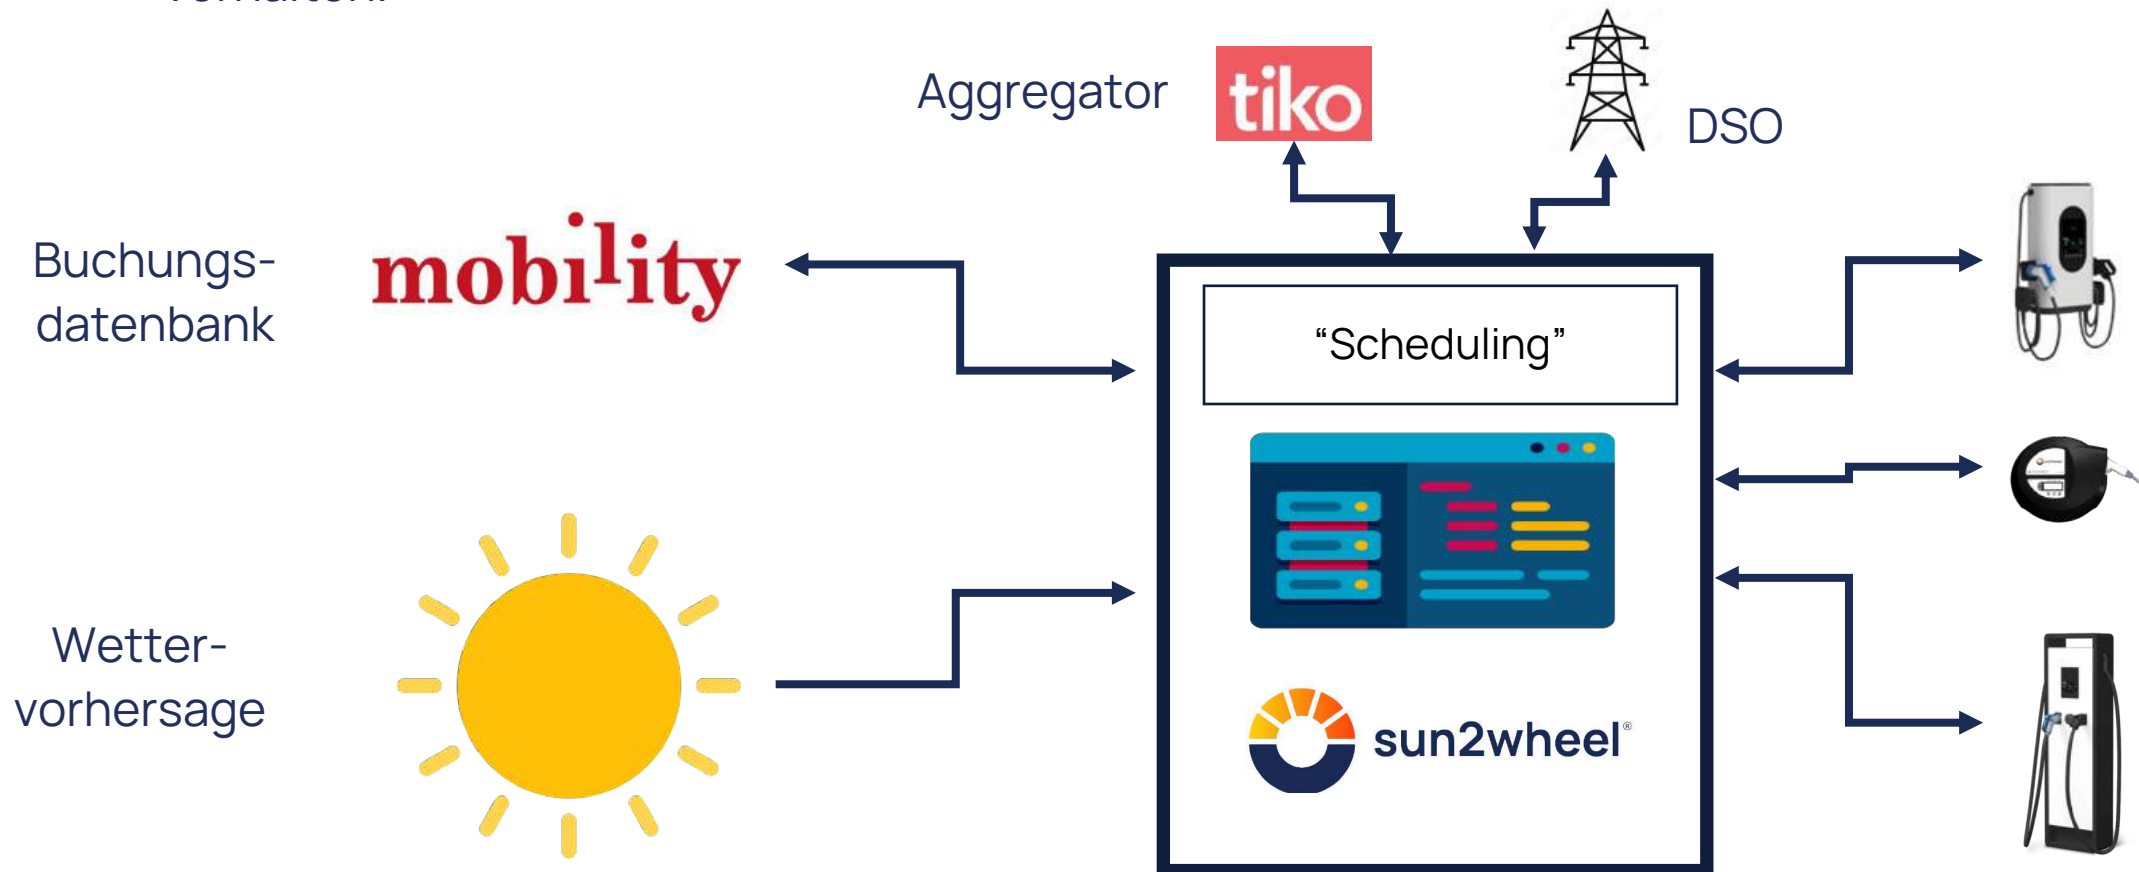 Aggregator
tiko
DSO
Buchungs-
datenbank
mobility
“Scheduling”
Wetter-
vorhersage
sun2wheel®